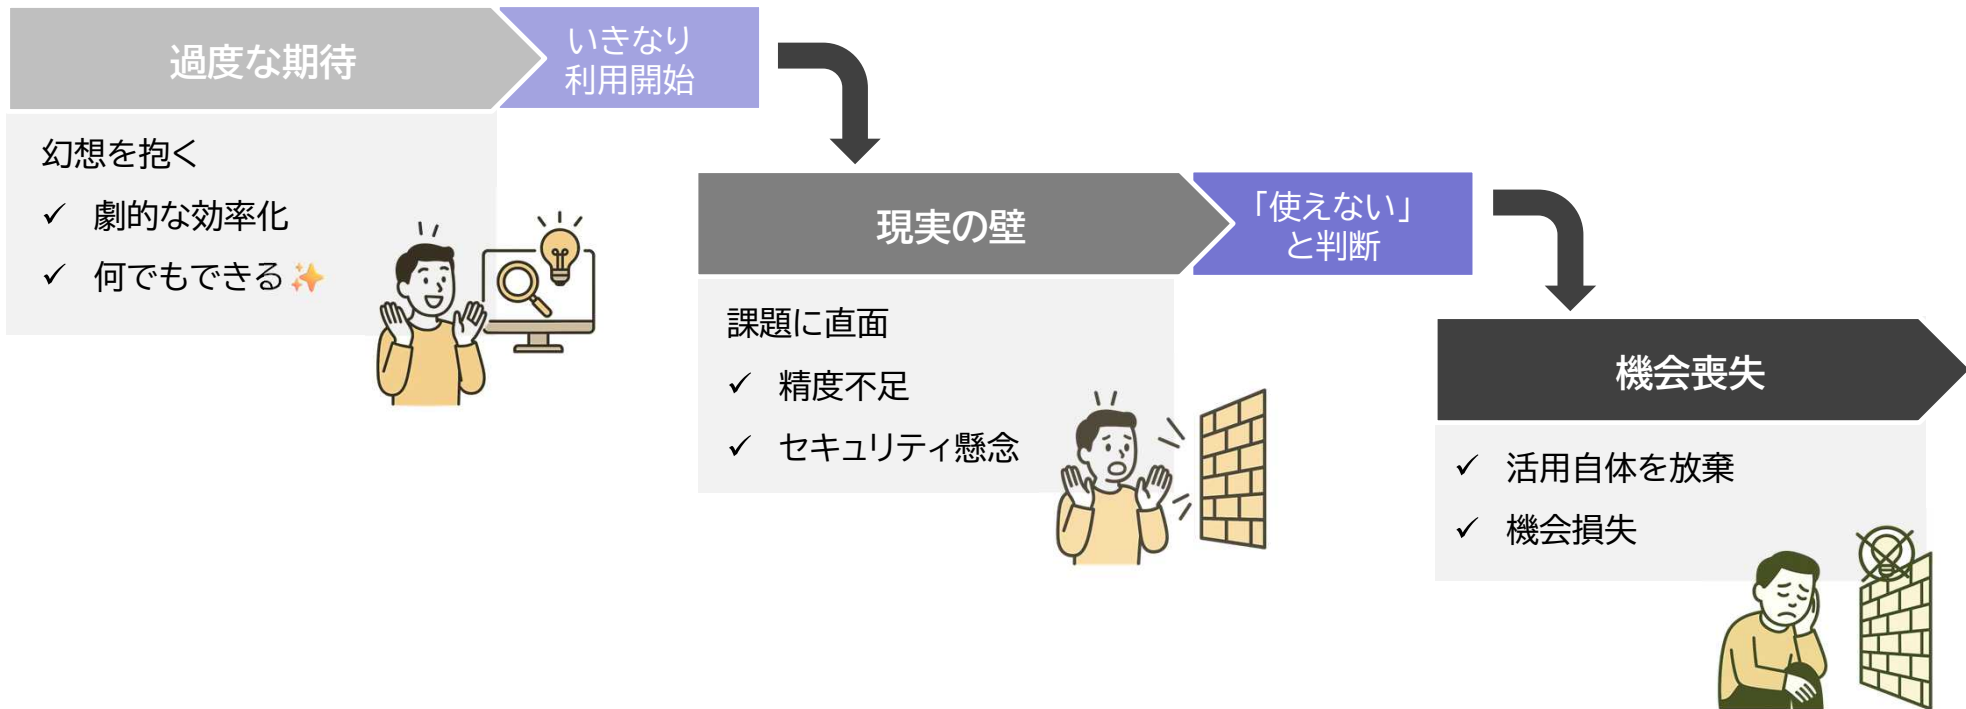 過度な期待
いきなり
利用開始
幻想を抱く
✓ 劇的な効率化
✓ 何でもできる✨
現実の壁
「使えない」
と判断
課題に直面
✓ 精度不足
✓ セキュリティ懸念
機会喪失
✓ 活用自体を放棄
✓ 機会損失